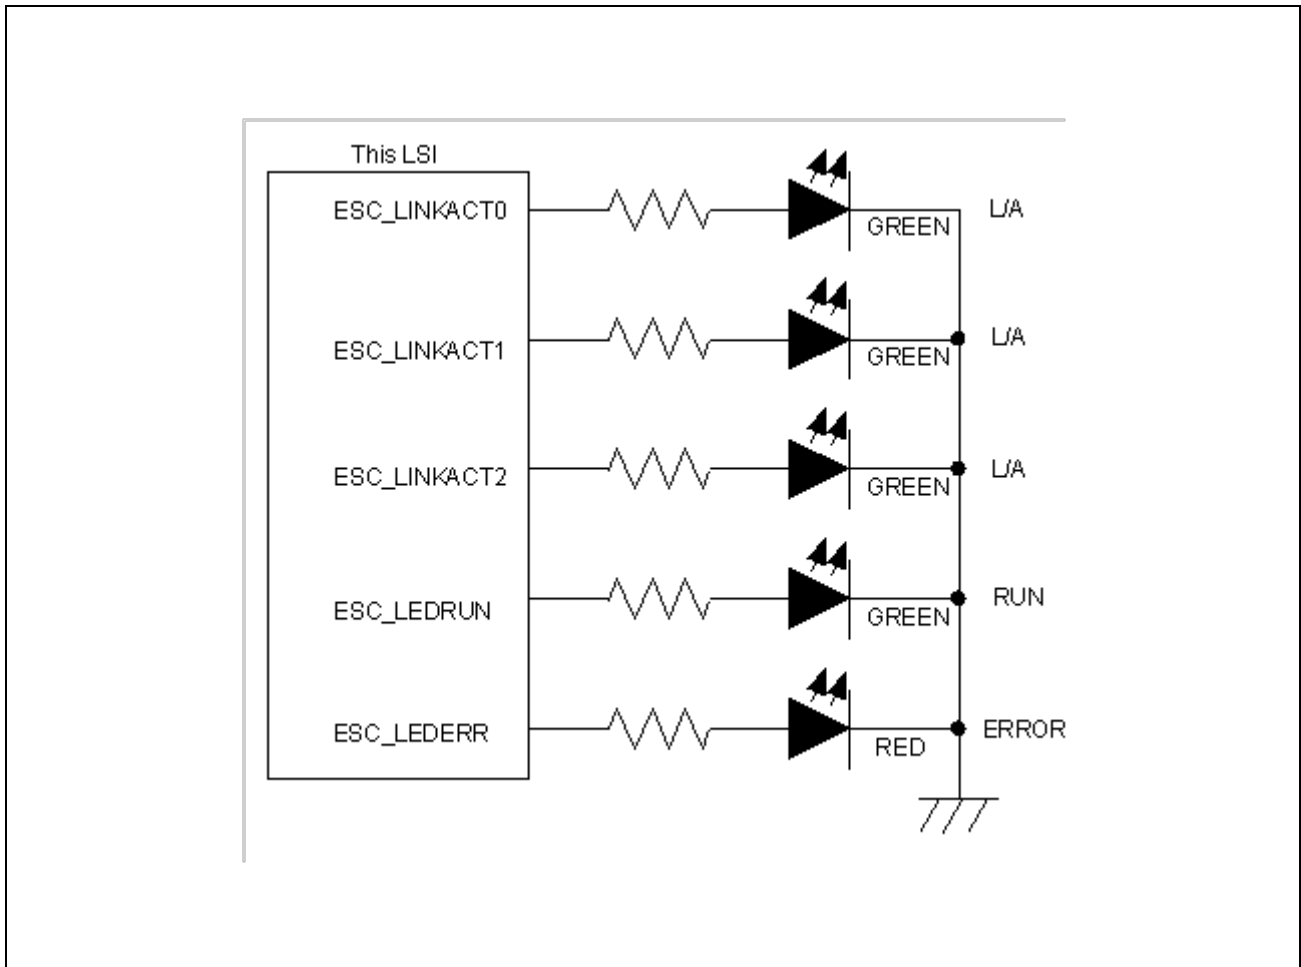 This LSI
ESC_LINKACT0
GREEN
L/A
ESC_LINKACT1
GREEN
L/A
ESC_LINKACT2
GREEN
L/A
ESC_LEDRUN
GREEN
RUN
ESC_LEDERR
RED
ERROR